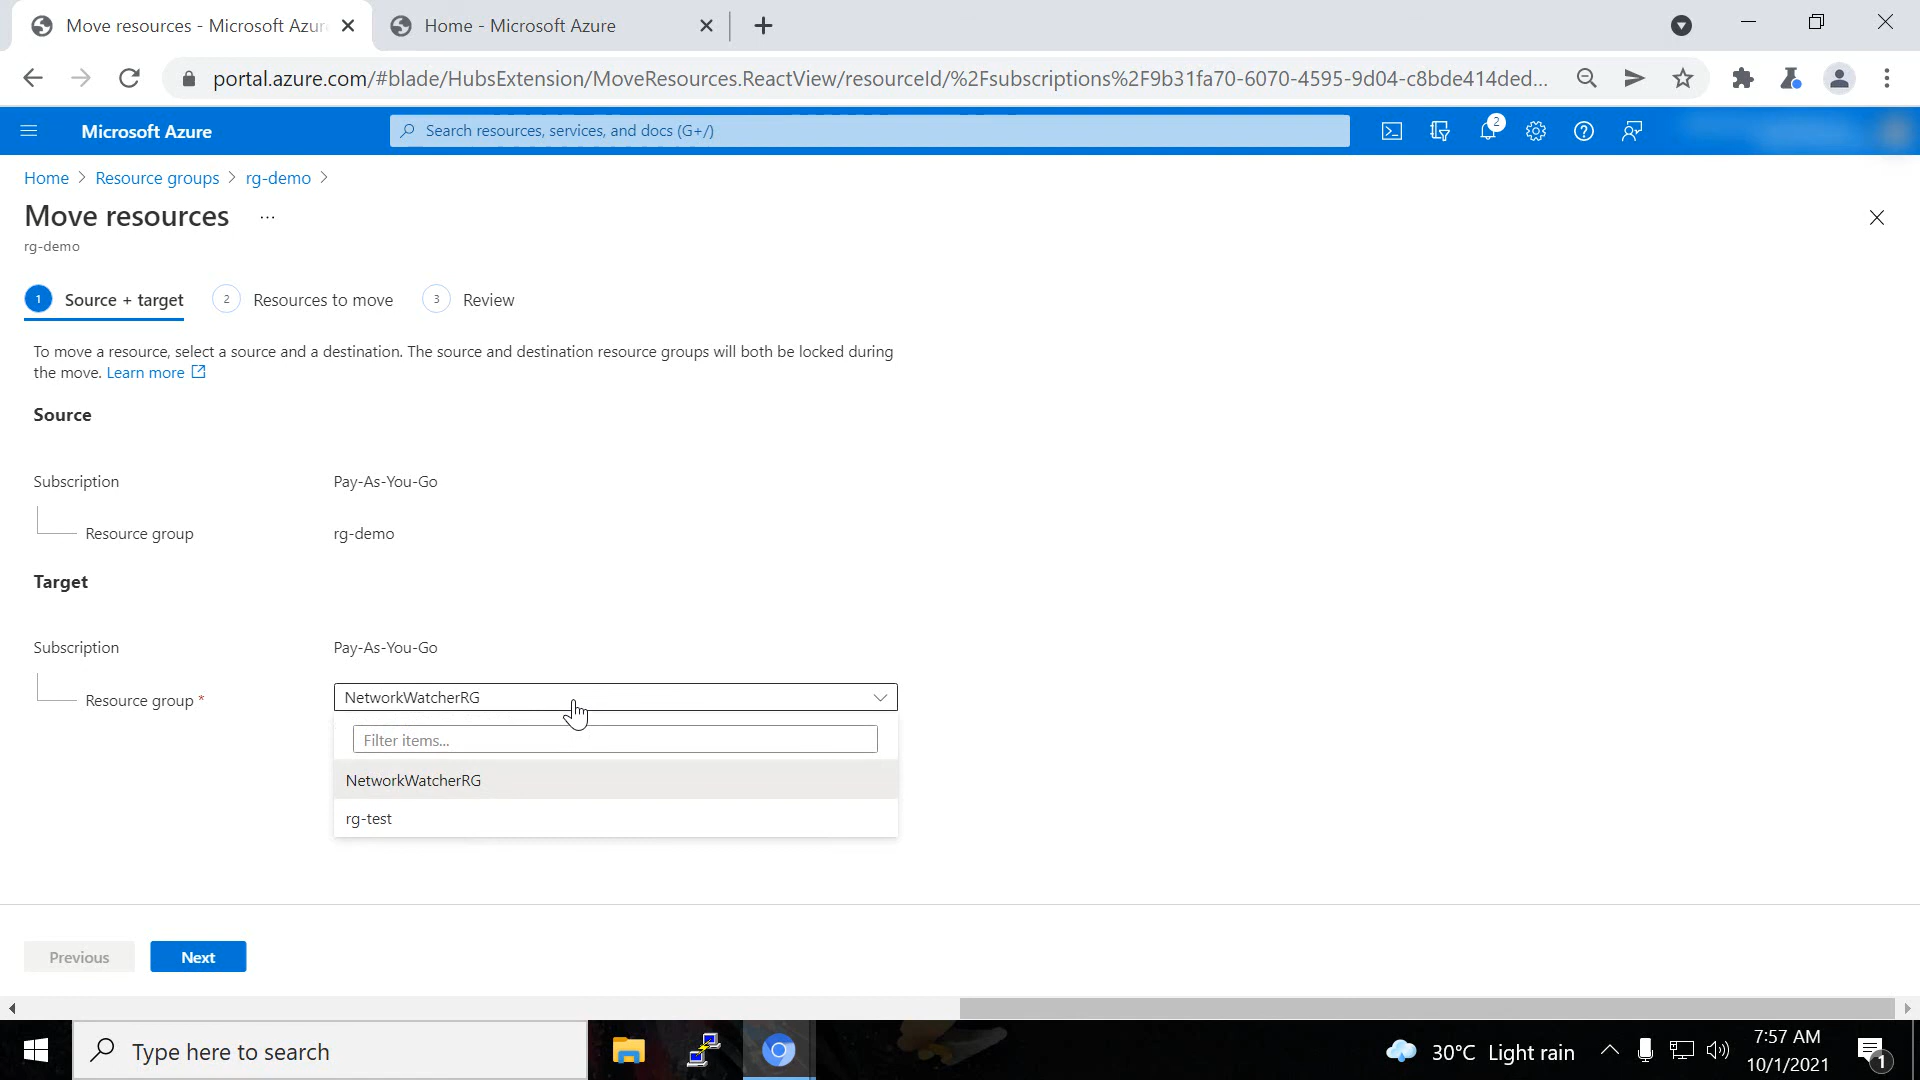 Move resources - Microsoft Azur
Home - Microsoft Azure
portal.azure.com/#blade/HubsExtension/MoveResources.ReactView/resourceId/%2Fsubscriptions%2F9b31fa70-6070-4595-9d04-c8bde414ded...
Microsoft Azure
Search resources, services, and docs (G+/)
2
Home > Resource groups > rg-demo >
Move resources ...
rg-demo
1 Source + target
2 Resources to move
3 Review
To move a resource, select a source and a destination. The source and destination resource groups will both be locked during
the move. Learn more
Source
Subscription Pay-As-You-Go
Resource group rg-demo
Target
Subscription Pay-As-You-Go
Resource group * NetworkWatcherRG
Filter items...
NetworkWatcherRG
rg-test
Previous
Next
Type here to search
30°C Light rain
7:57 AM
10/1/2021
1